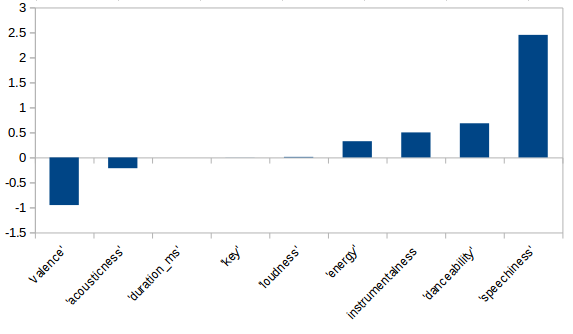 3
2.5
2
1.5
1
0.5
0
-0.5
-1
-1.5
'valence'
'acousticness'
'duration_ms'
'key'
'loudness'
'energy'
instrumentalness
'danceability'
'speechiness'